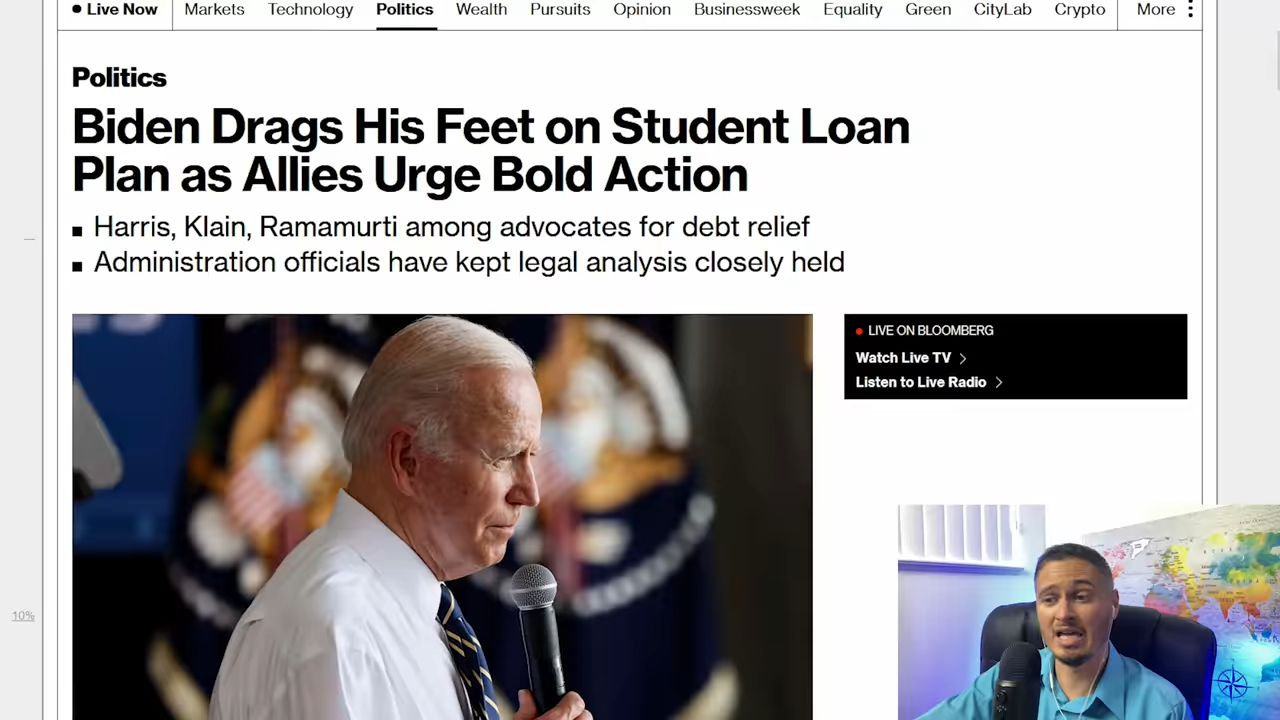 Live Now Markets Technology Politics Wealth Pursuits Opinion Businessweek Equality Green CityLab Crypto More
Politics
Biden Drags His Feet on Student Loan
Plan as Allies Urge Bold Action
Harris, Klain, Ramamurti among advocates for debt relief
Administration officials have kept legal analysis closely held
LIVE ON BLOOMBERG
Watch Live TV
Listen to Live Radio
10%